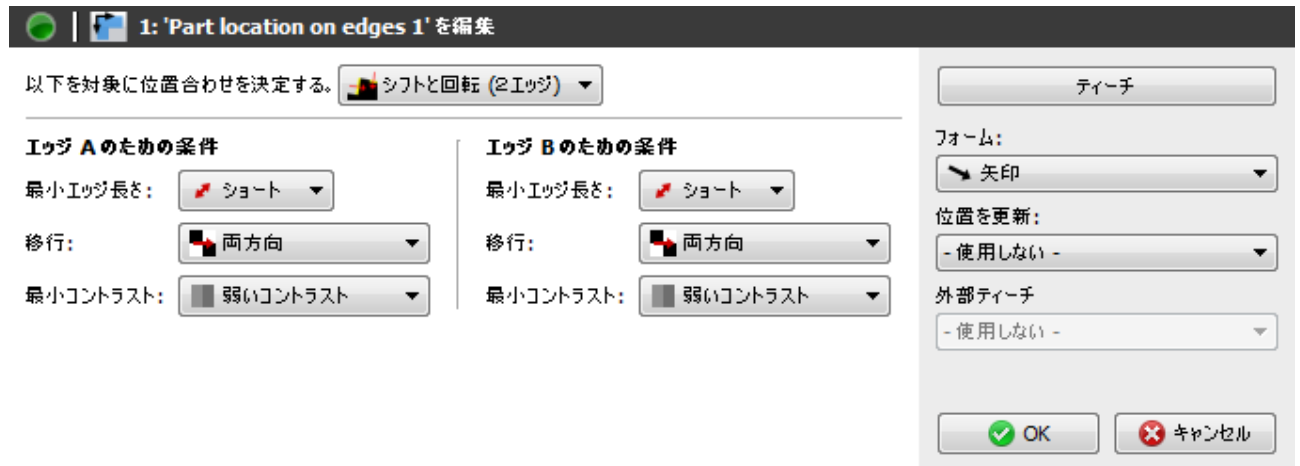 1: 'Part location on edges 1' を編集
以下を対象に位置合わせを決定する。 シフトと回転 (2エッジ)
エッジ A のための条件
最小エッジ長さ: ショート
移行: 両方向
最小コントラスト: 弱いコントラスト
エッジ B のための条件
最小エッジ長さ: ショート
移行: 両方向
最小コントラスト: 弱いコントラスト
ティーチ
フォーム:
矢印
位置を更新:
- 使用しない -
外部ティーチ
- 使用しない -
OK キャンセル